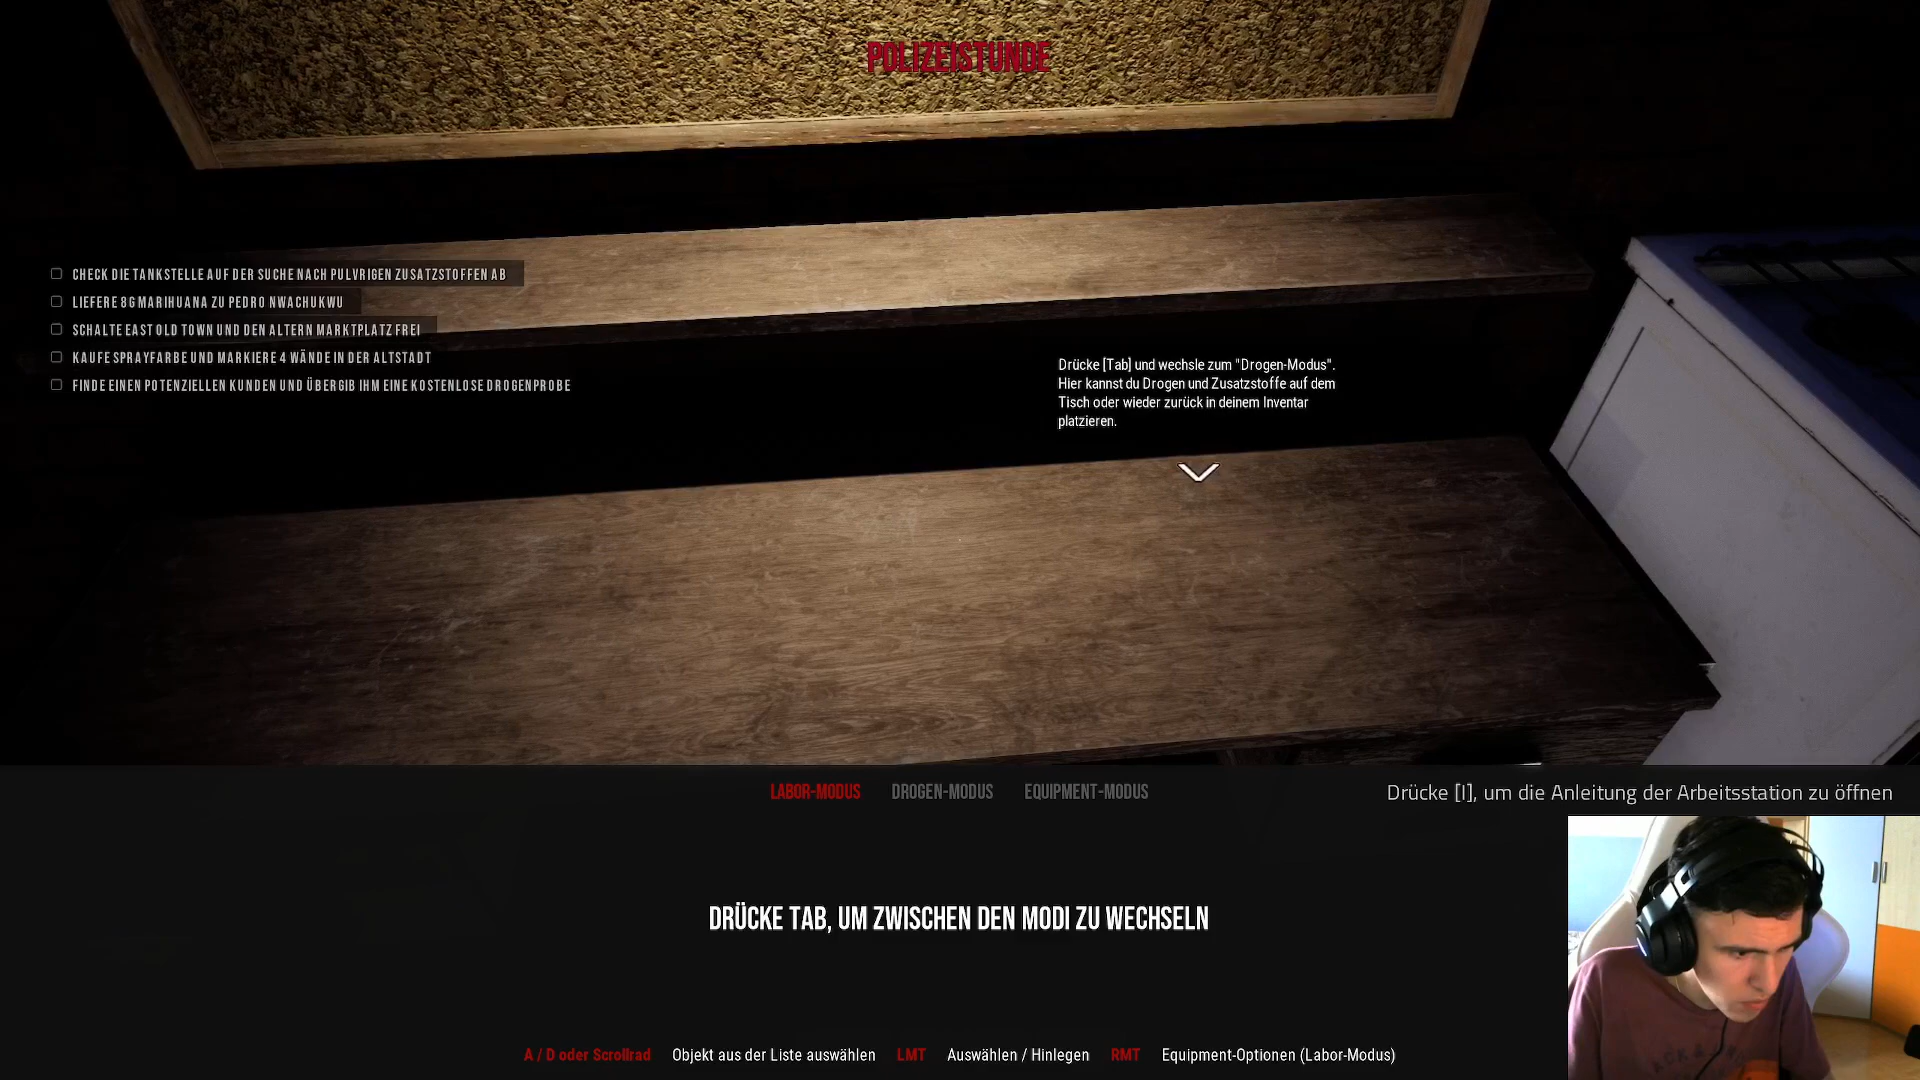 POLIZEISTUNDE
CHECK DIE TANKSTELLE AUF DER SUCHE NACH PULVRIGEN ZUSATZSTOFFEN AB
LIEFERE 8G MARIHUANA ZU PEDRO NWACHUKWU
SCHALTE EAST OLD TOWN UND DEN ALTERN MARKTPLATZ FREI
KAUFE SPRAYFARBE UND MARKIERE 4 WÄNDE IN DER ALTSTADT
FINDE EINEN POTENZIELLEN KUNDEN UND ÜBERGIB IHM EINE KOSTENLOSE DROGENPROBE
Drücke [Tab] und wechsle zum "Drogen-Modus".
Hier kannst du Drogen und Zusatzstoffe auf dem
Tisch oder wieder zurück in deinem Inventar
platzieren.
LABOR-MODUS DROGEN-MODUS EQUIPMENT-MODUS
Drücke [I], um die Anleitung der Arbeitsstation zu öffnen
DRÜCKE TAB, UM ZWISCHEN DEN MODI ZU WECHSELN
A / D oder Scrollrad Objekt aus der Liste auswählen LMT Auswählen / Hinlegen RMT Equipment-Optionen (Labor-Modus)